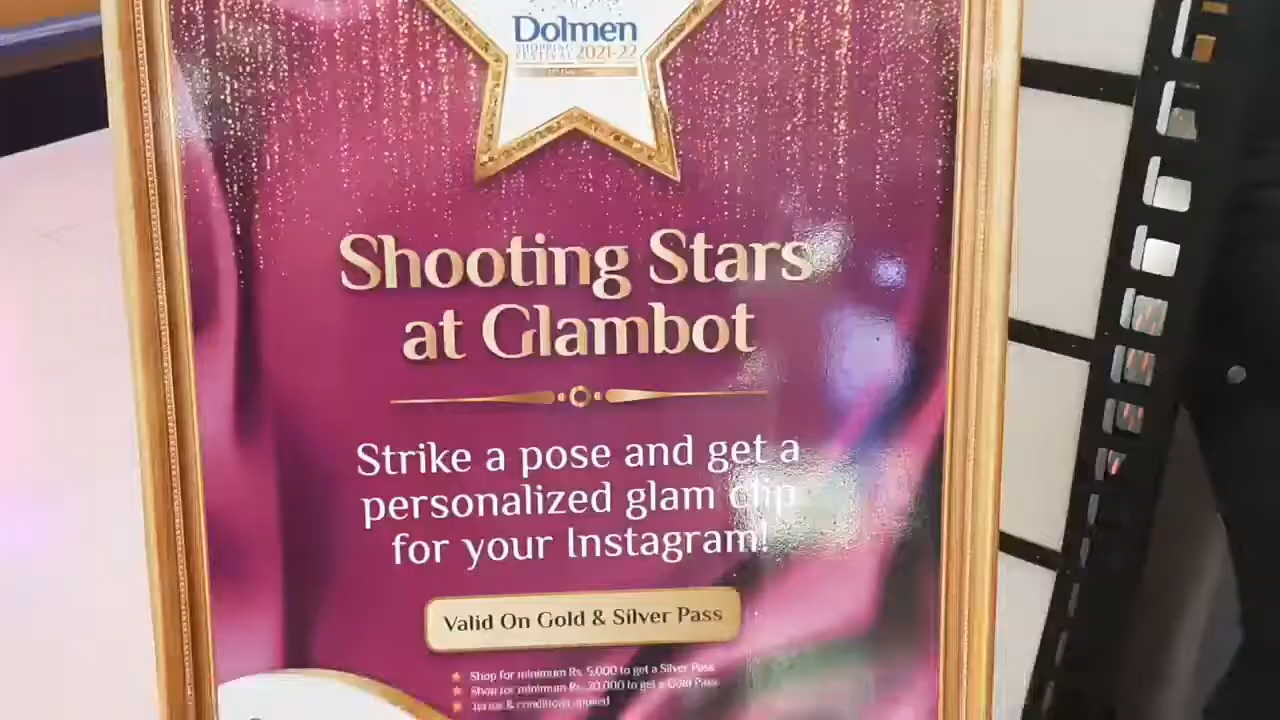 Dolmen
SHOPPING
FESTIVAL 2021-22
Shooting Stars
at Glambot
Strike a pose and get a
personalized glam clip
for your Instagram!
Valid On Gold & Silver Pass
Shop for minimum Rs. 5,000 to get a Silver Pass
Shop for minimum Rs. 20,000 to get a Gold Pass
Terms & conditions applied